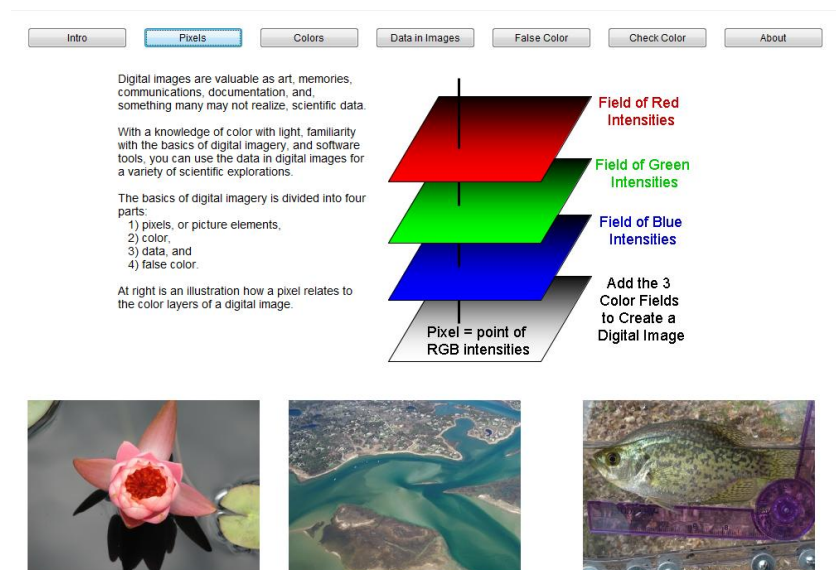 Intro
Pixels
Colors
Data in Images
False Color
Check Color
About
Digital images are valuable as art, memories,
communications, documentation, and,
something many may not realize, scientific data.
With a knowledge of color with light, familiarity
with the basics of digital imagery, and software
tools, you can use the data in digital images for
a variety of scientific explorations.
The basics of digital imagery is divided into four
parts:
1) pixels, or picture elements,
2) color,
3) data, and
4) false color.
At right is an illustration how a pixel relates to
the color layers of a digital image.
Field of Red
Intensities
Field of Green
Intensities
Field of Blue
Intensities
Add the 3
Color Fields
to Create a
Digital Image
Pixel = point of
RGB intensities